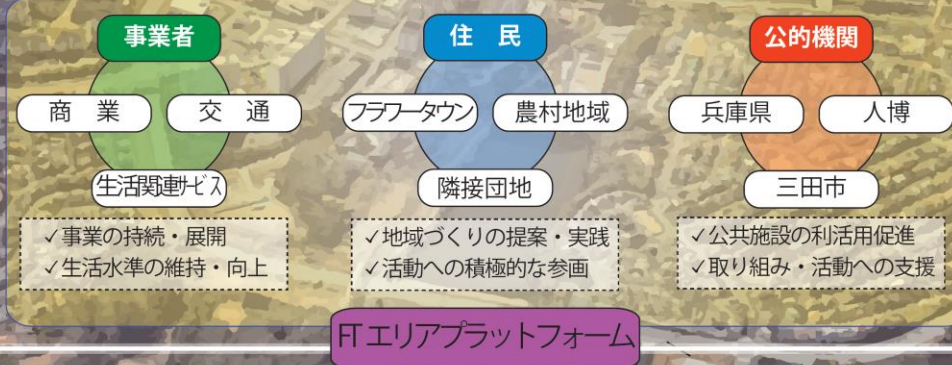 事業者
商　業
交　通
生活関連サービス
✓事業の持続・展開
✓生活水準の維持・向上
住　民
フラワータウン
農村地域
隣接団地
✓地域づくりの提案・実践
✓活動への積極的な参画
公的機関
兵庫県
人博
三田市
✓公共施設の利活用促進
✓取り組み・活動への支援
FTエリアプラットフォーム